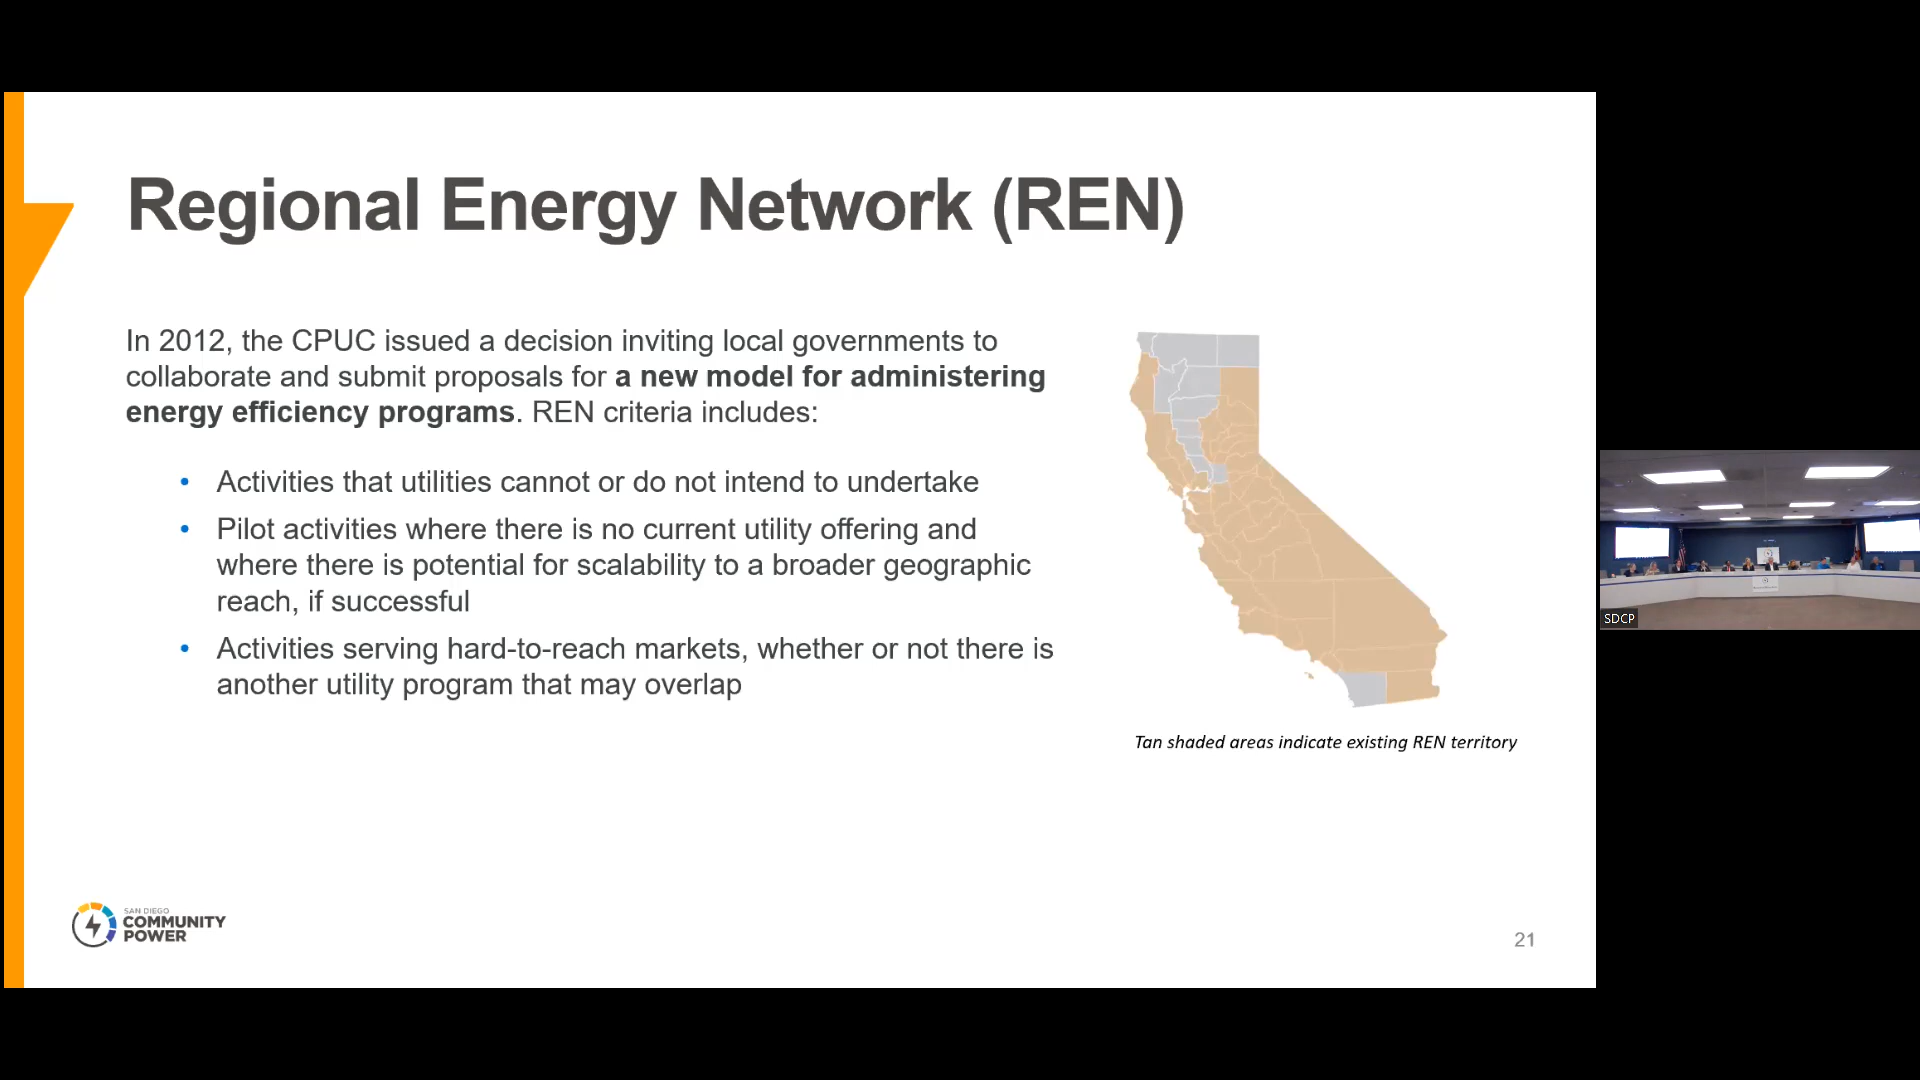 Regional Energy Network (REN)
In 2012, the CPUC issued a decision inviting local governments to
collaborate and submit proposals for a new model for administering
energy efficiency programs. REN criteria includes:
• Activities that utilities cannot or do not intend to undertake
• Pilot activities where there is no current utility offering and
where there is potential for scalability to a broader geographic
reach, if successful
• Activities serving hard-to-reach markets, whether or not there is
another utility program that may overlap
Tan shaded areas indicate existing REN territory
SAN DIEGO
COMMUNITY
POWER
21
SDCP